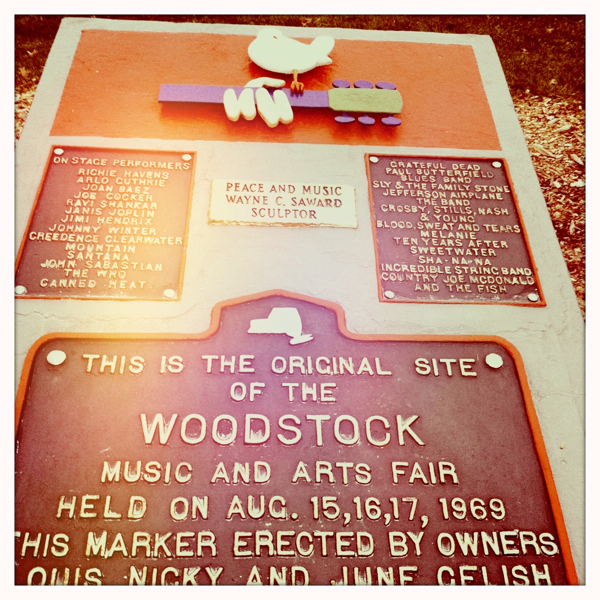 ON STAGE PERFORMERS
RICHIE HAVENS
ARLO GUTHRIE
JOAN BAEZ
JOE COCKER
RAVI SHANKAR
JANIS JOPLIN
JIMI HENDRIX
JOHNNY WINTER
CREEDENCE CLEARWATER
MOUNTAIN
SANTANA
JOHN SABASTIAN
THE WHO
CANNED HEAT
PEACE AND MUSIC
WAYNE C. SAWARD
SCULPTOR
GRATEFUL DEAD
PAUL BUTTERFIELD
BLUES BAND
SLY & THE FAMILY STONE
JEFFERSON AIRPLANE
THE BAND
CROSBY, STILLS, NASH
& YOUNG
BLOOD, SWEAT AND TEARS
MELANIE
TEN YEARS AFTER
SWEETWATER
SHA-NA-NA
INCREDIBLE STRING BAND
COUNTRY JOE McDONALD
AND THE FISH
THIS IS THE ORIGINAL SITE
OF THE
WOODSTOCK
MUSIC AND ARTS FAIR
HELD ON AUG. 15,16,17, 1969
THIS MARKER ERECTED BY OWNERS
OUIS, NICKY AND JUNE GELISH